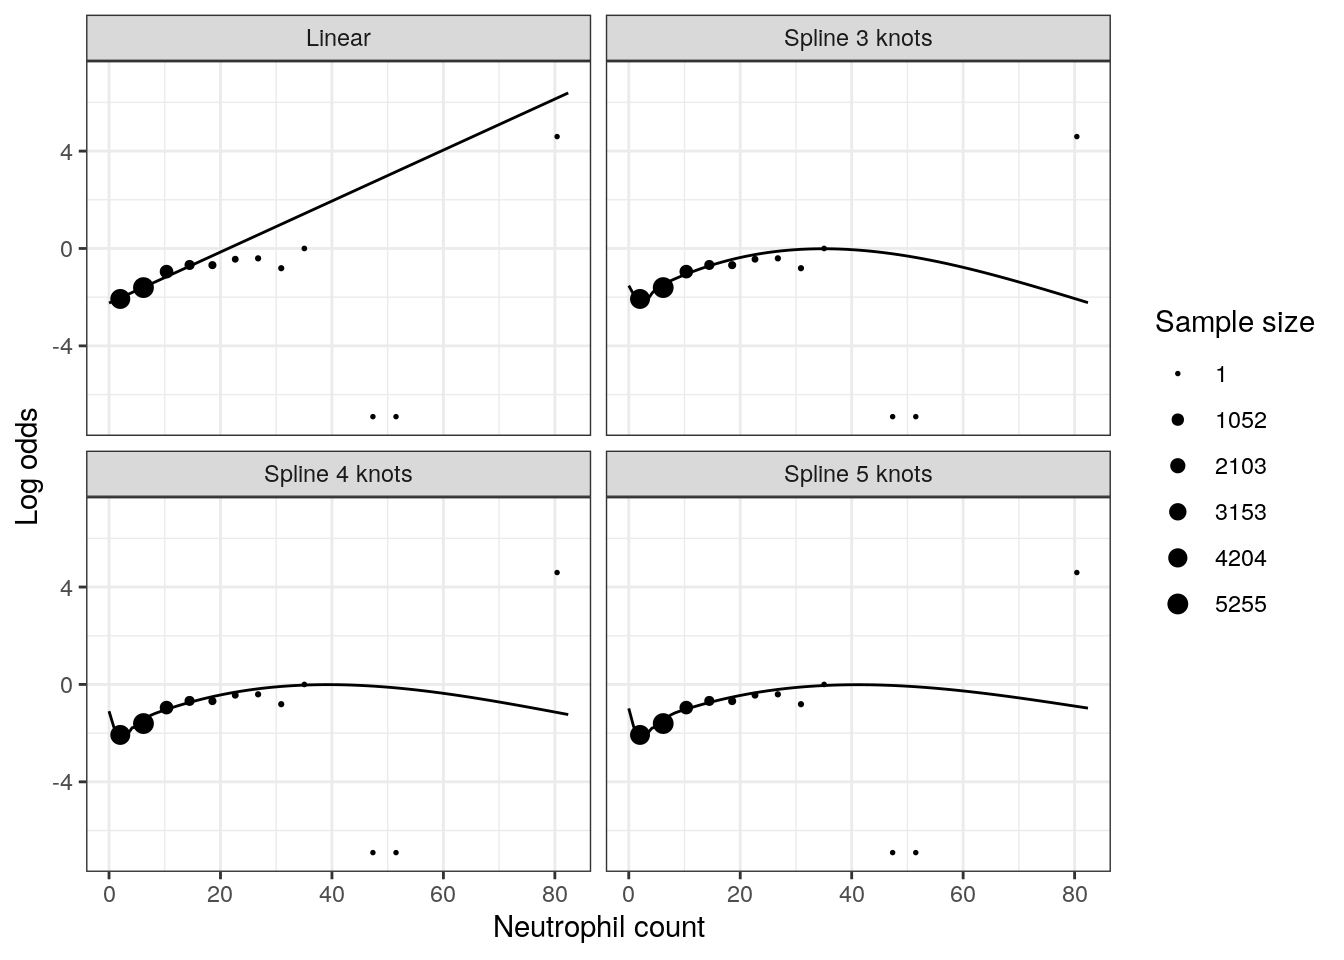 Linear
Spline 3 knots
4
0
-4
Spline 4 knots
Spline 5 knots
4
0
-4
0 20 40 60 80
0 20 40 60 80
Neutrophil count
Log odds
Sample size
1
1052
2103
3153
4204
5255